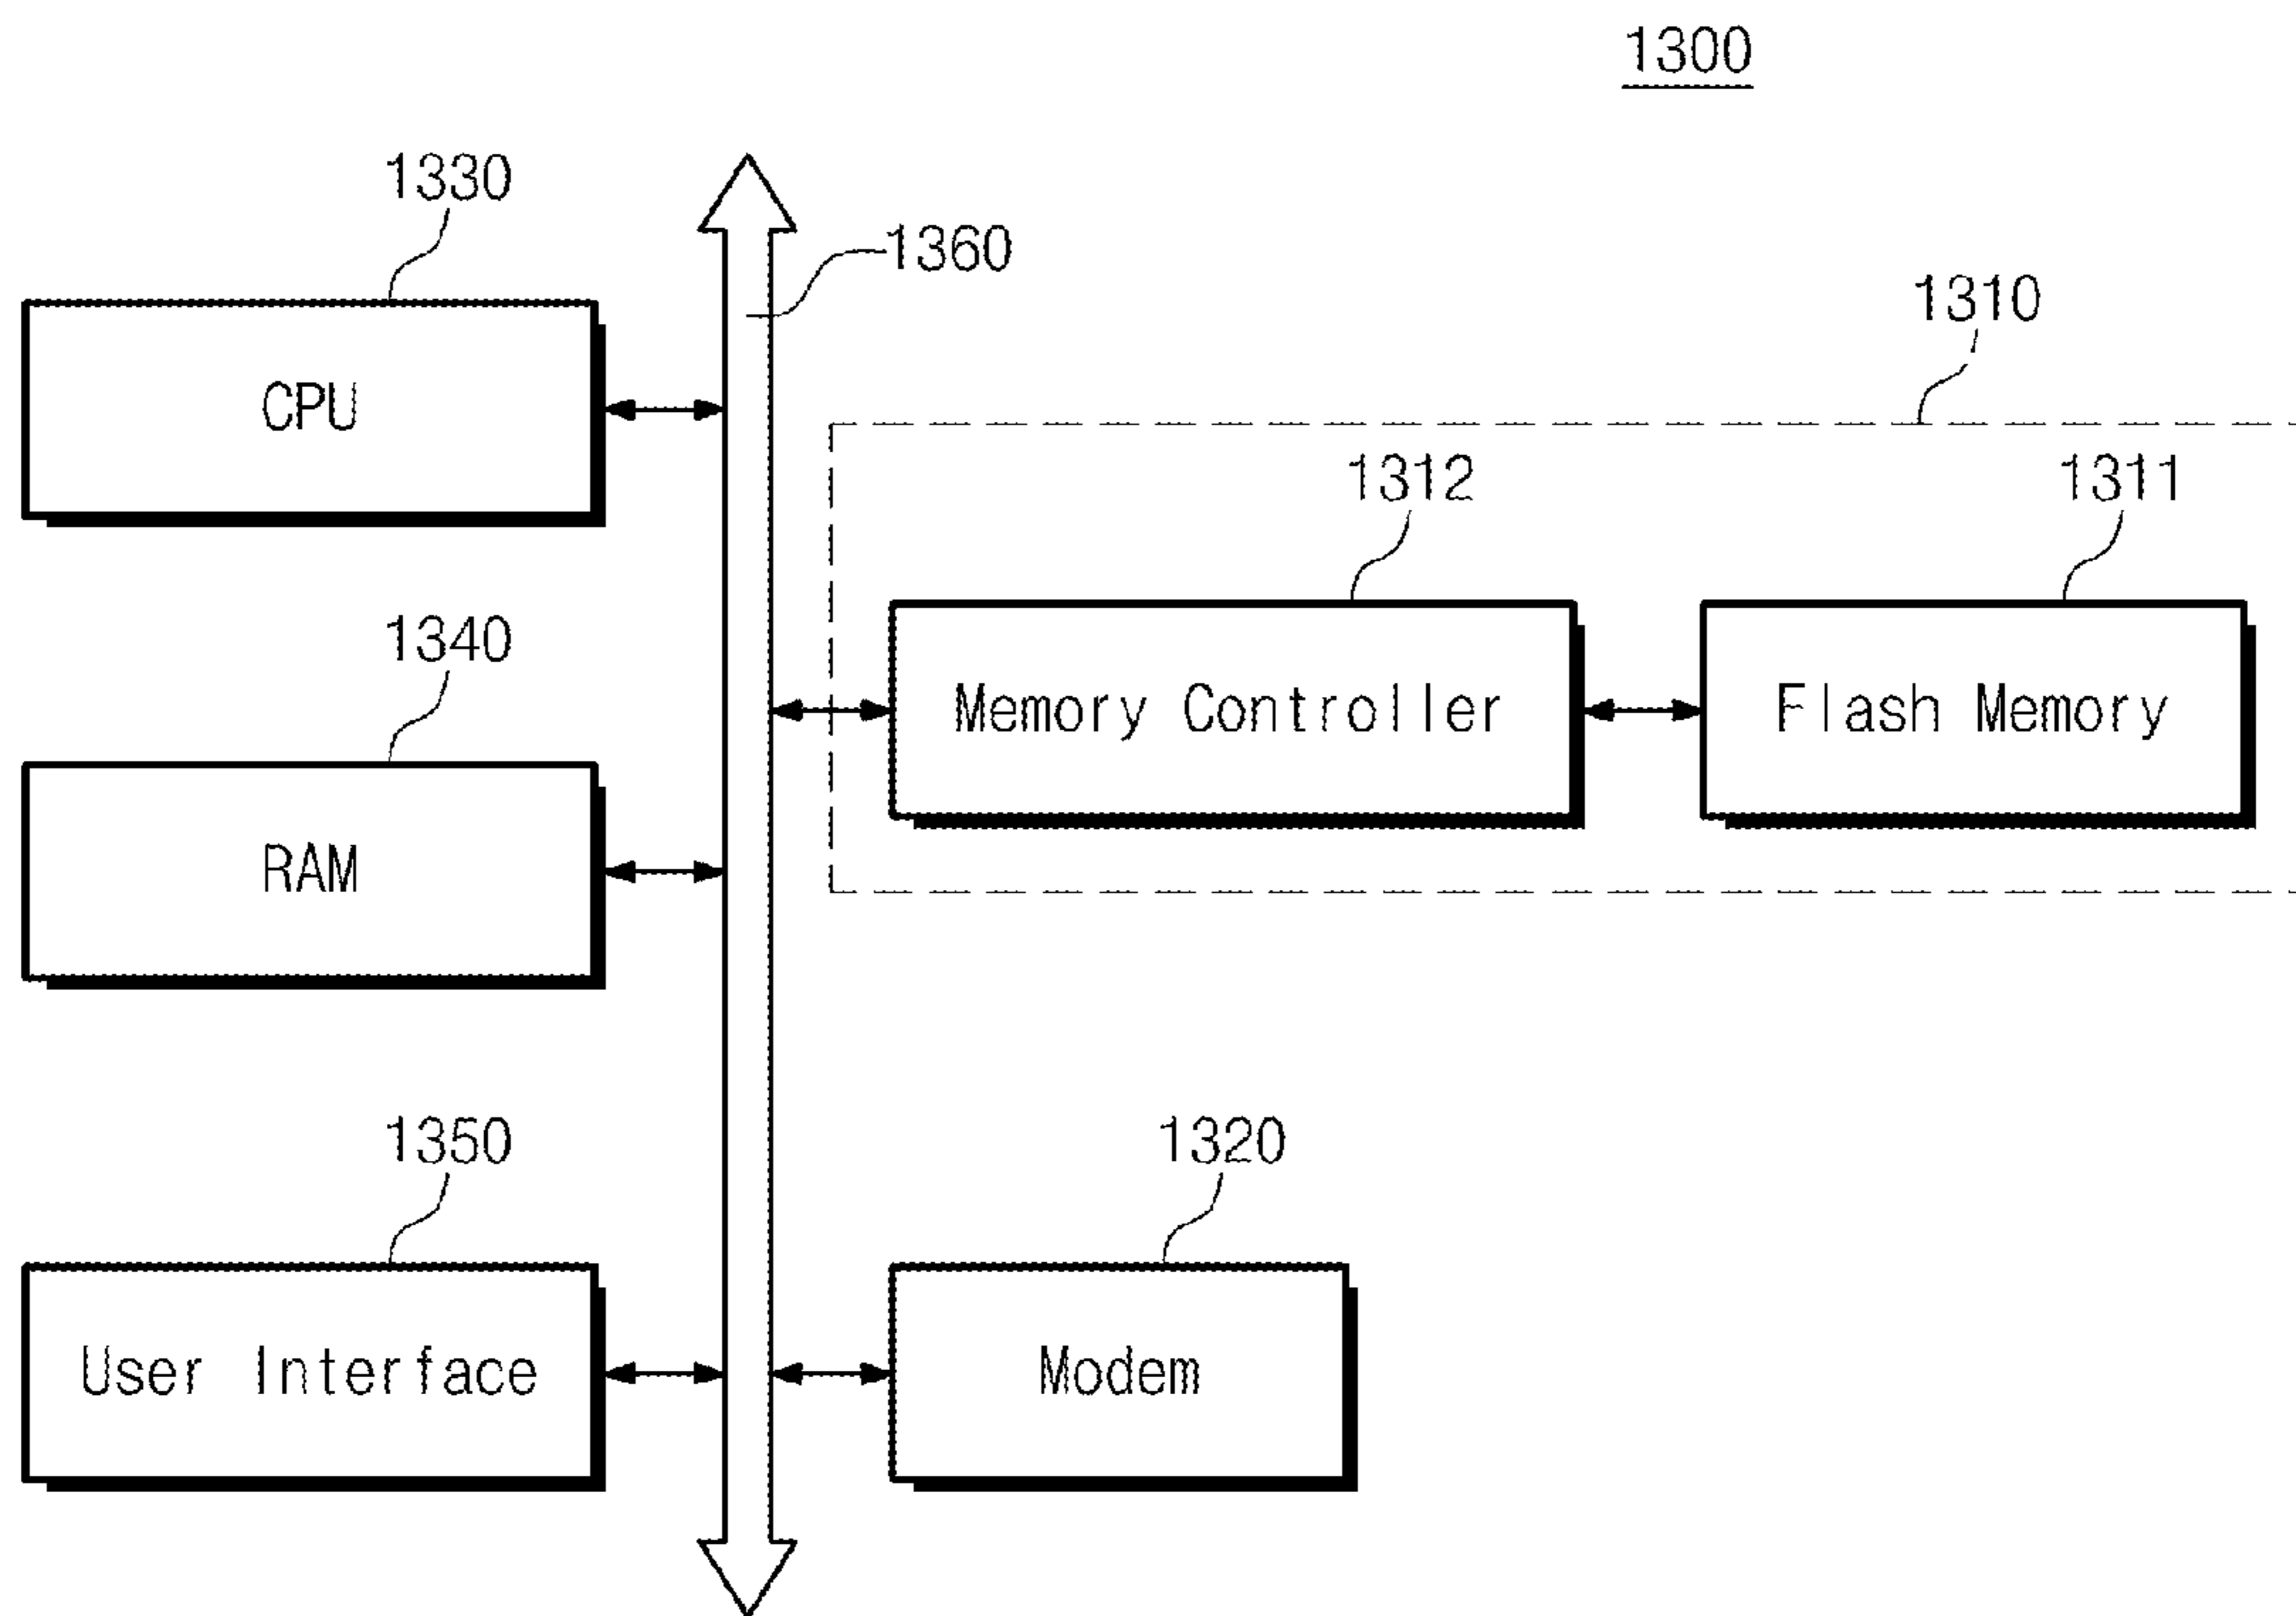 1300
1330
1360
1310
CPU
1312
1311
1340
Memory Controller
Flash Memory
RAM
1350
1320
User Interface
Modem